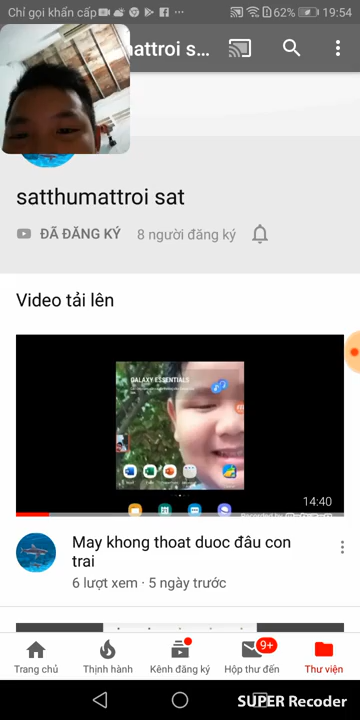 Chỉ gọi khẩn cấp ... 62% 19:54
mattroi s...
satthumattroi sat
ĐÃ ĐĂNG KÝ 8 người đăng ký
Video tải lên
GALAXY ESSENTIALS
14:40
May khong thoat duoc đâu con
trai
6 lượt xem · 5 ngày trước
9+
Trang chủ Thịnh hành Kênh đăng ký Hộp thư đến Thư viện
SUPER Recoder